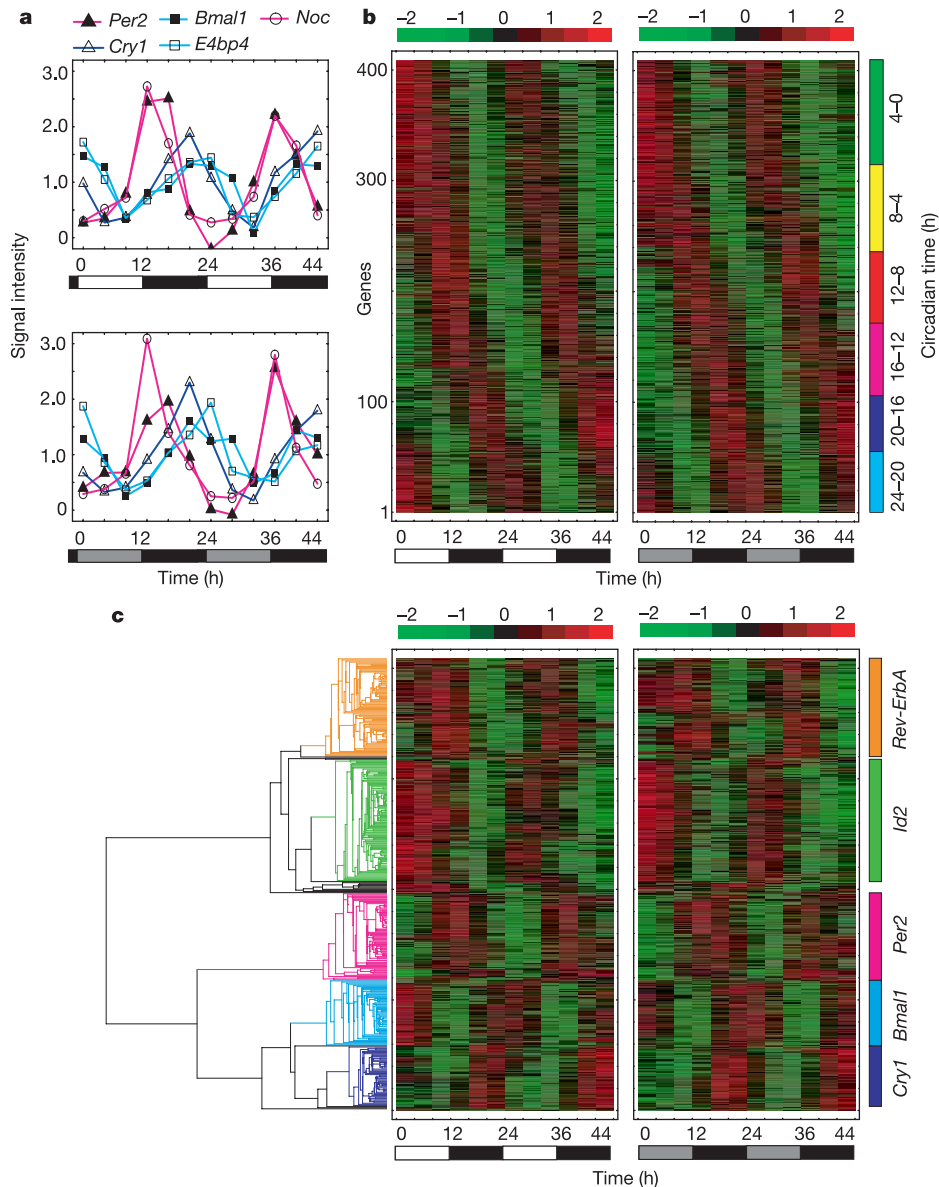 a
Per2 Bmal1 Noc
Cry1 E4bp4
Signal intensity
3.0
2.0
1.0
0
0 12 24 36 44
3.0
2.0
1.0
0
0 12 24 36 44
Time (h)
b
–2 –1 0 1 2
–2 –1 0 1 2
Genes
400
300
100
1
0 12 24 36 44
0 12 24 36 44
Time (h)
4–0
8–4
12–8
16–12
20–16
24–20
Circadian time (h)
c
–2 –1 0 1 2
–2 –1 0 1 2
Rev-ErbA
Id2
Per2
Bmal1
Cry1
0 12 24 36 44
0 12 24 36 44
Time (h)